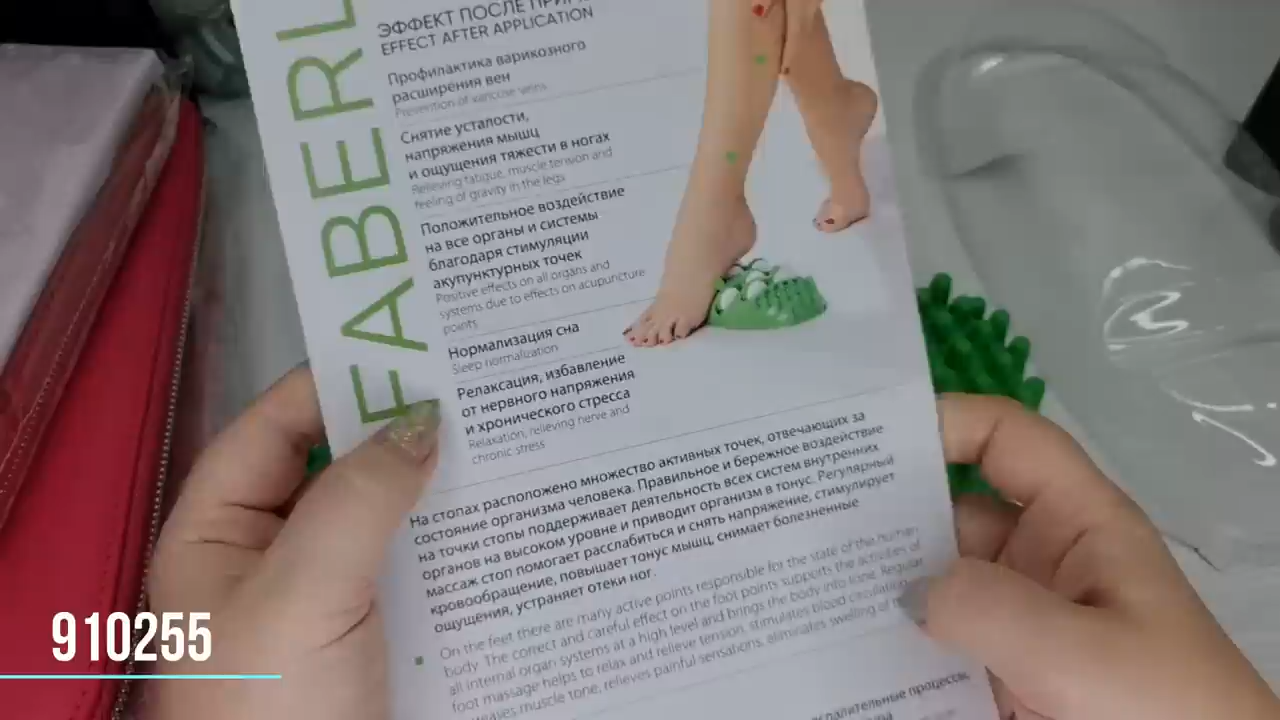 FABERL
ЭФФЕКТ ПОСЛЕ
EFFECT AFTER APPLICATION
Профилактика варикозного
расширения вен
Prevention of varicose veins
Снятие усталости,
напряжения мышц
и ощущения тяжести в ногах
Relieving fatigue, muscle tension and
feeling of gravity in the legs
Положительное воздействие
на все органы и системы
благодаря стимуляции
акупунктурных точек
Positive effects on all organs and
systems due to effects on acupuncture
points
Нормализация сна
Sleep normalization
Релаксация, избавление
от нервного напряжения
и хронического стресса
Relaxation, relieving nerve and
chronic stress
На стопах расположено множество активных точек, отвечающих за
состояние организма человека. Правильное и бережное воздействие
на точки стопы поддерживает деятельность всех систем внутренних
органов на высоком уровне и приводит организм в тонус. Регулярный
массаж стоп помогает расслабиться и снять напряжение, стимулирует
кровообращение, повышает тонус мышц, снимает болезненные
ощущения, устраняет отеки ног.
On the feet there are many active points responsible for the state of the human
body. The correct and careful effect on the foot points supports the activities of
all internal organ systems at a high level and brings the body into tone. Regular
foot massage helps to relax and relieve tension, stimulates blood circulation,
muscle tone, relieves painful sensations, eliminates swelling of
процессы,
910255